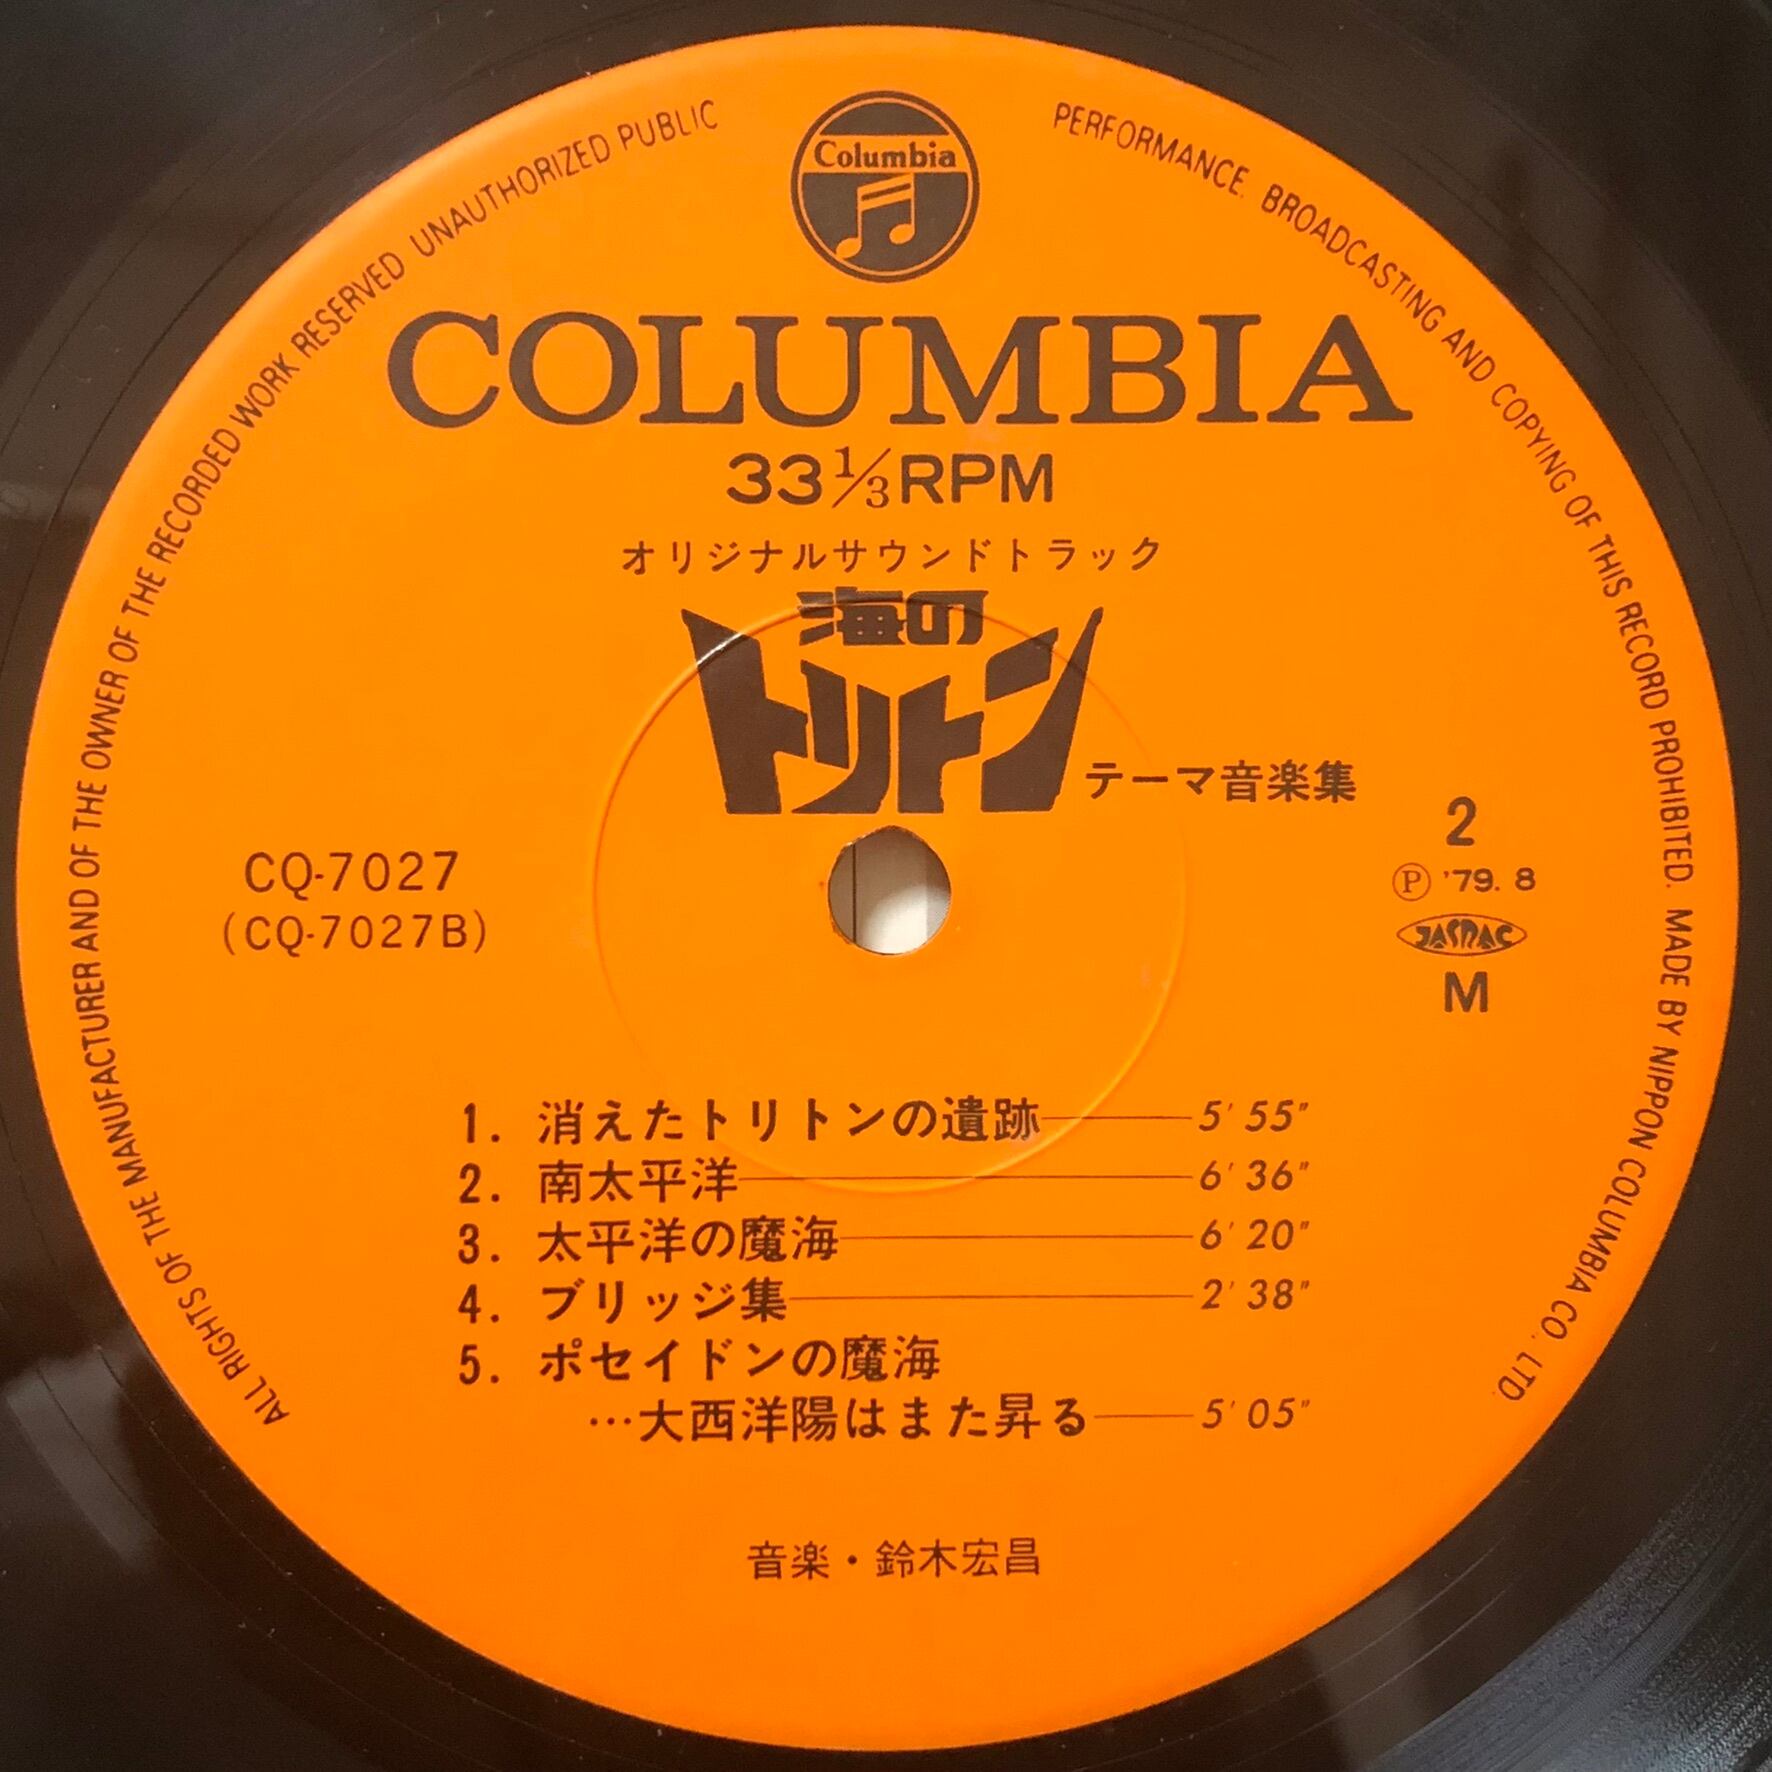 ALL RIGHTS OF THE MANUFACTURER AND OF THE OWNER OF THE RECORDED WORK RESERVED UNAUTHORIZED PUBLIC PERFORMANCE. BROADCASTING AND COPYING OF THIS RECORD PROHIBITED. MADE BY NIPPON COLUMBIA CO., LTD.
Columbia
COLUMBIA
33 1/3 RPM
オリジナルサウンドトラック
海の
トリトン
テーマ音楽集
2
CQ-7027
Ⓟ '79. 8
(CQ-7027B)
JASRAC
M
1. 消えたトリトンの遺跡 5′55″
2. 南太平洋 6′36″
3. 太平洋の魔海 6′20″
4. ブリッジ集 2′38″
5. ポセイドンの魔海
…大西洋陽はまた昇る 5′05″
音楽・鈴木宏昌